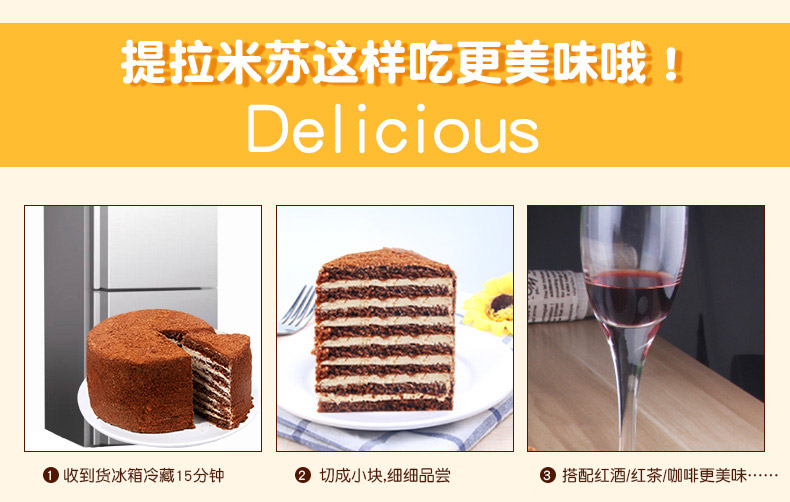 提拉米苏这样吃更美味哦！
Delicious
1 收到货冰箱冷藏15分钟
2 切成小块,细细品尝
3 搭配红酒/红茶/咖啡更美味……